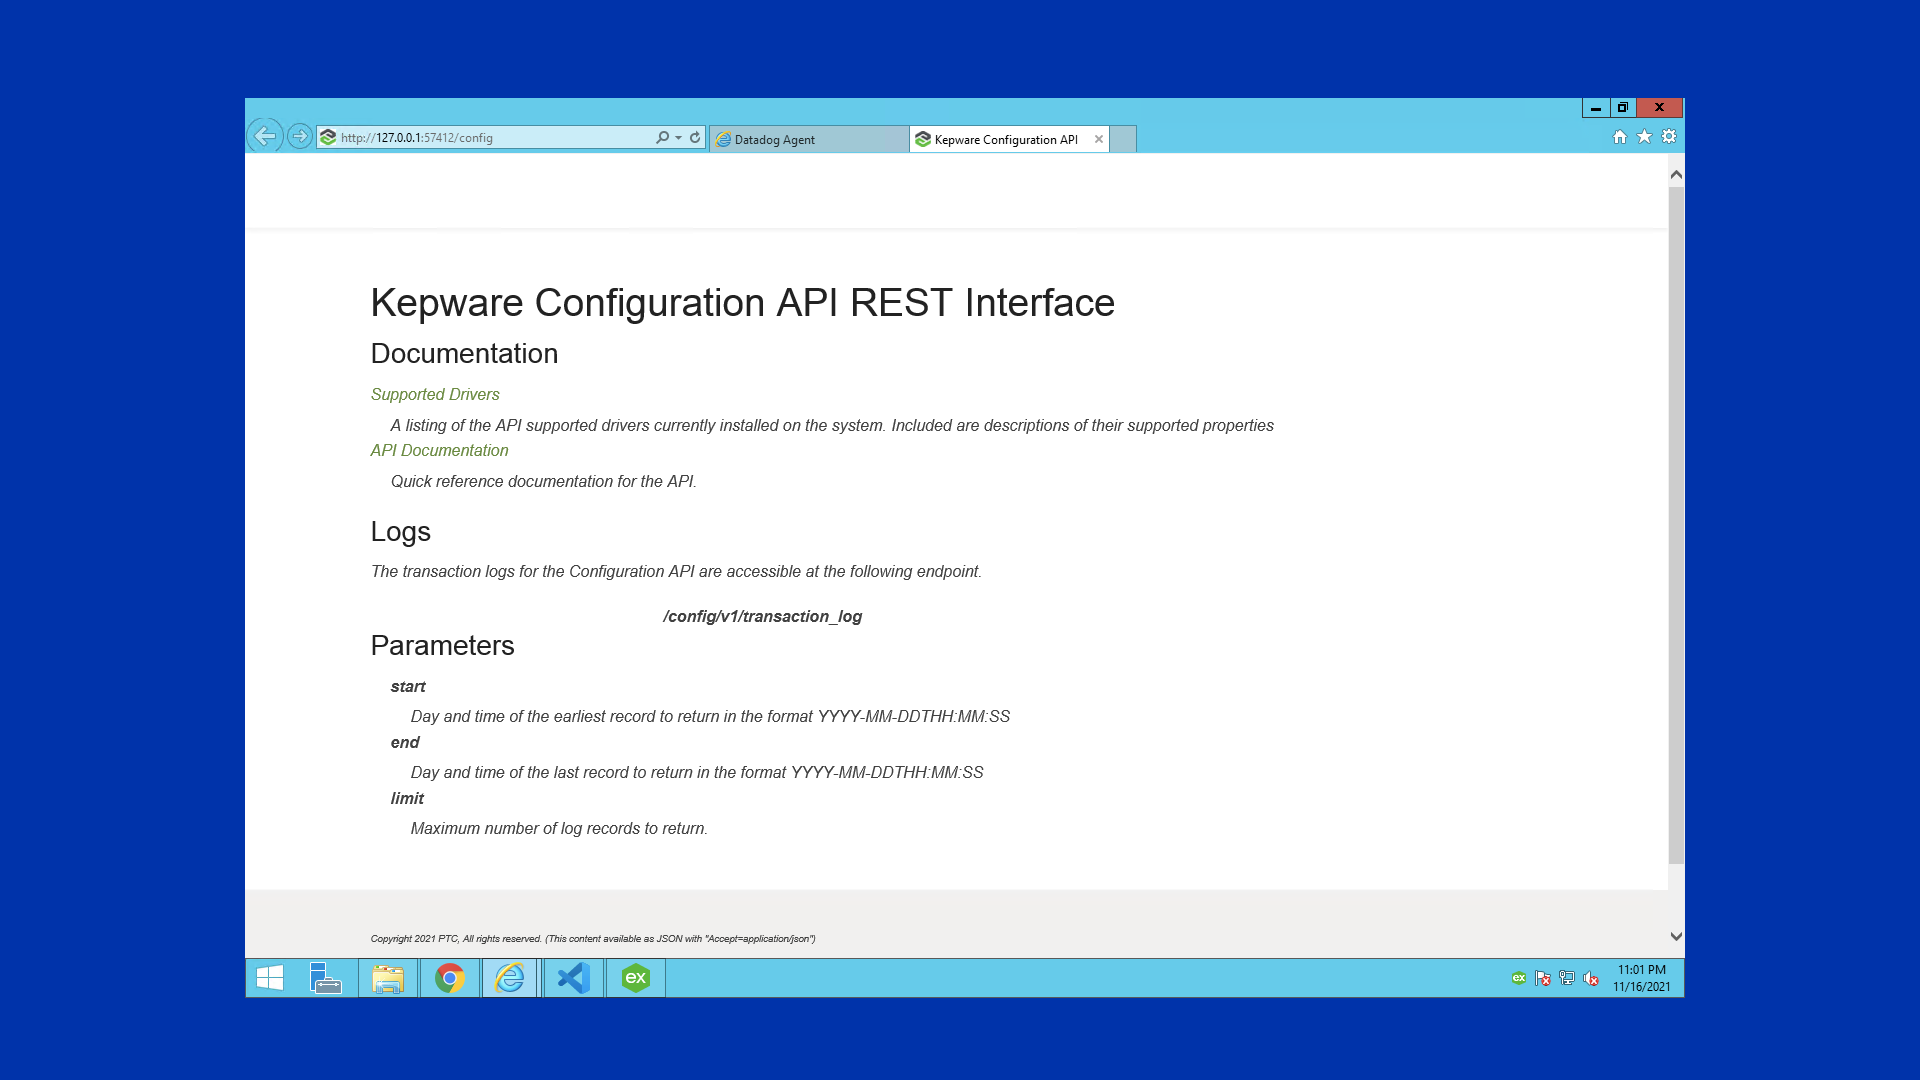 http://127.0.0.1:57412/config
Datadog Agent
Kepware Configuration API
Kepware Configuration API REST Interface
Documentation
Supported Drivers
A listing of the API supported drivers currently installed on the system. Included are descriptions of their supported properties
API Documentation
Quick reference documentation for the API.
Logs
The transaction logs for the Configuration API are accessible at the following endpoint.
/config/v1/transaction_log
Parameters
start
Day and time of the earliest record to return in the format YYYY-MM-DDTHH:MM:SS
end
Day and time of the last record to return in the format YYYY-MM-DDTHH:MM:SS
limit
Maximum number of log records to return.
Copyright 2021 PTC, All rights reserved. (This content available as JSON with "Accept=application/json")
ex
ex
11:01 PM
11/16/2021